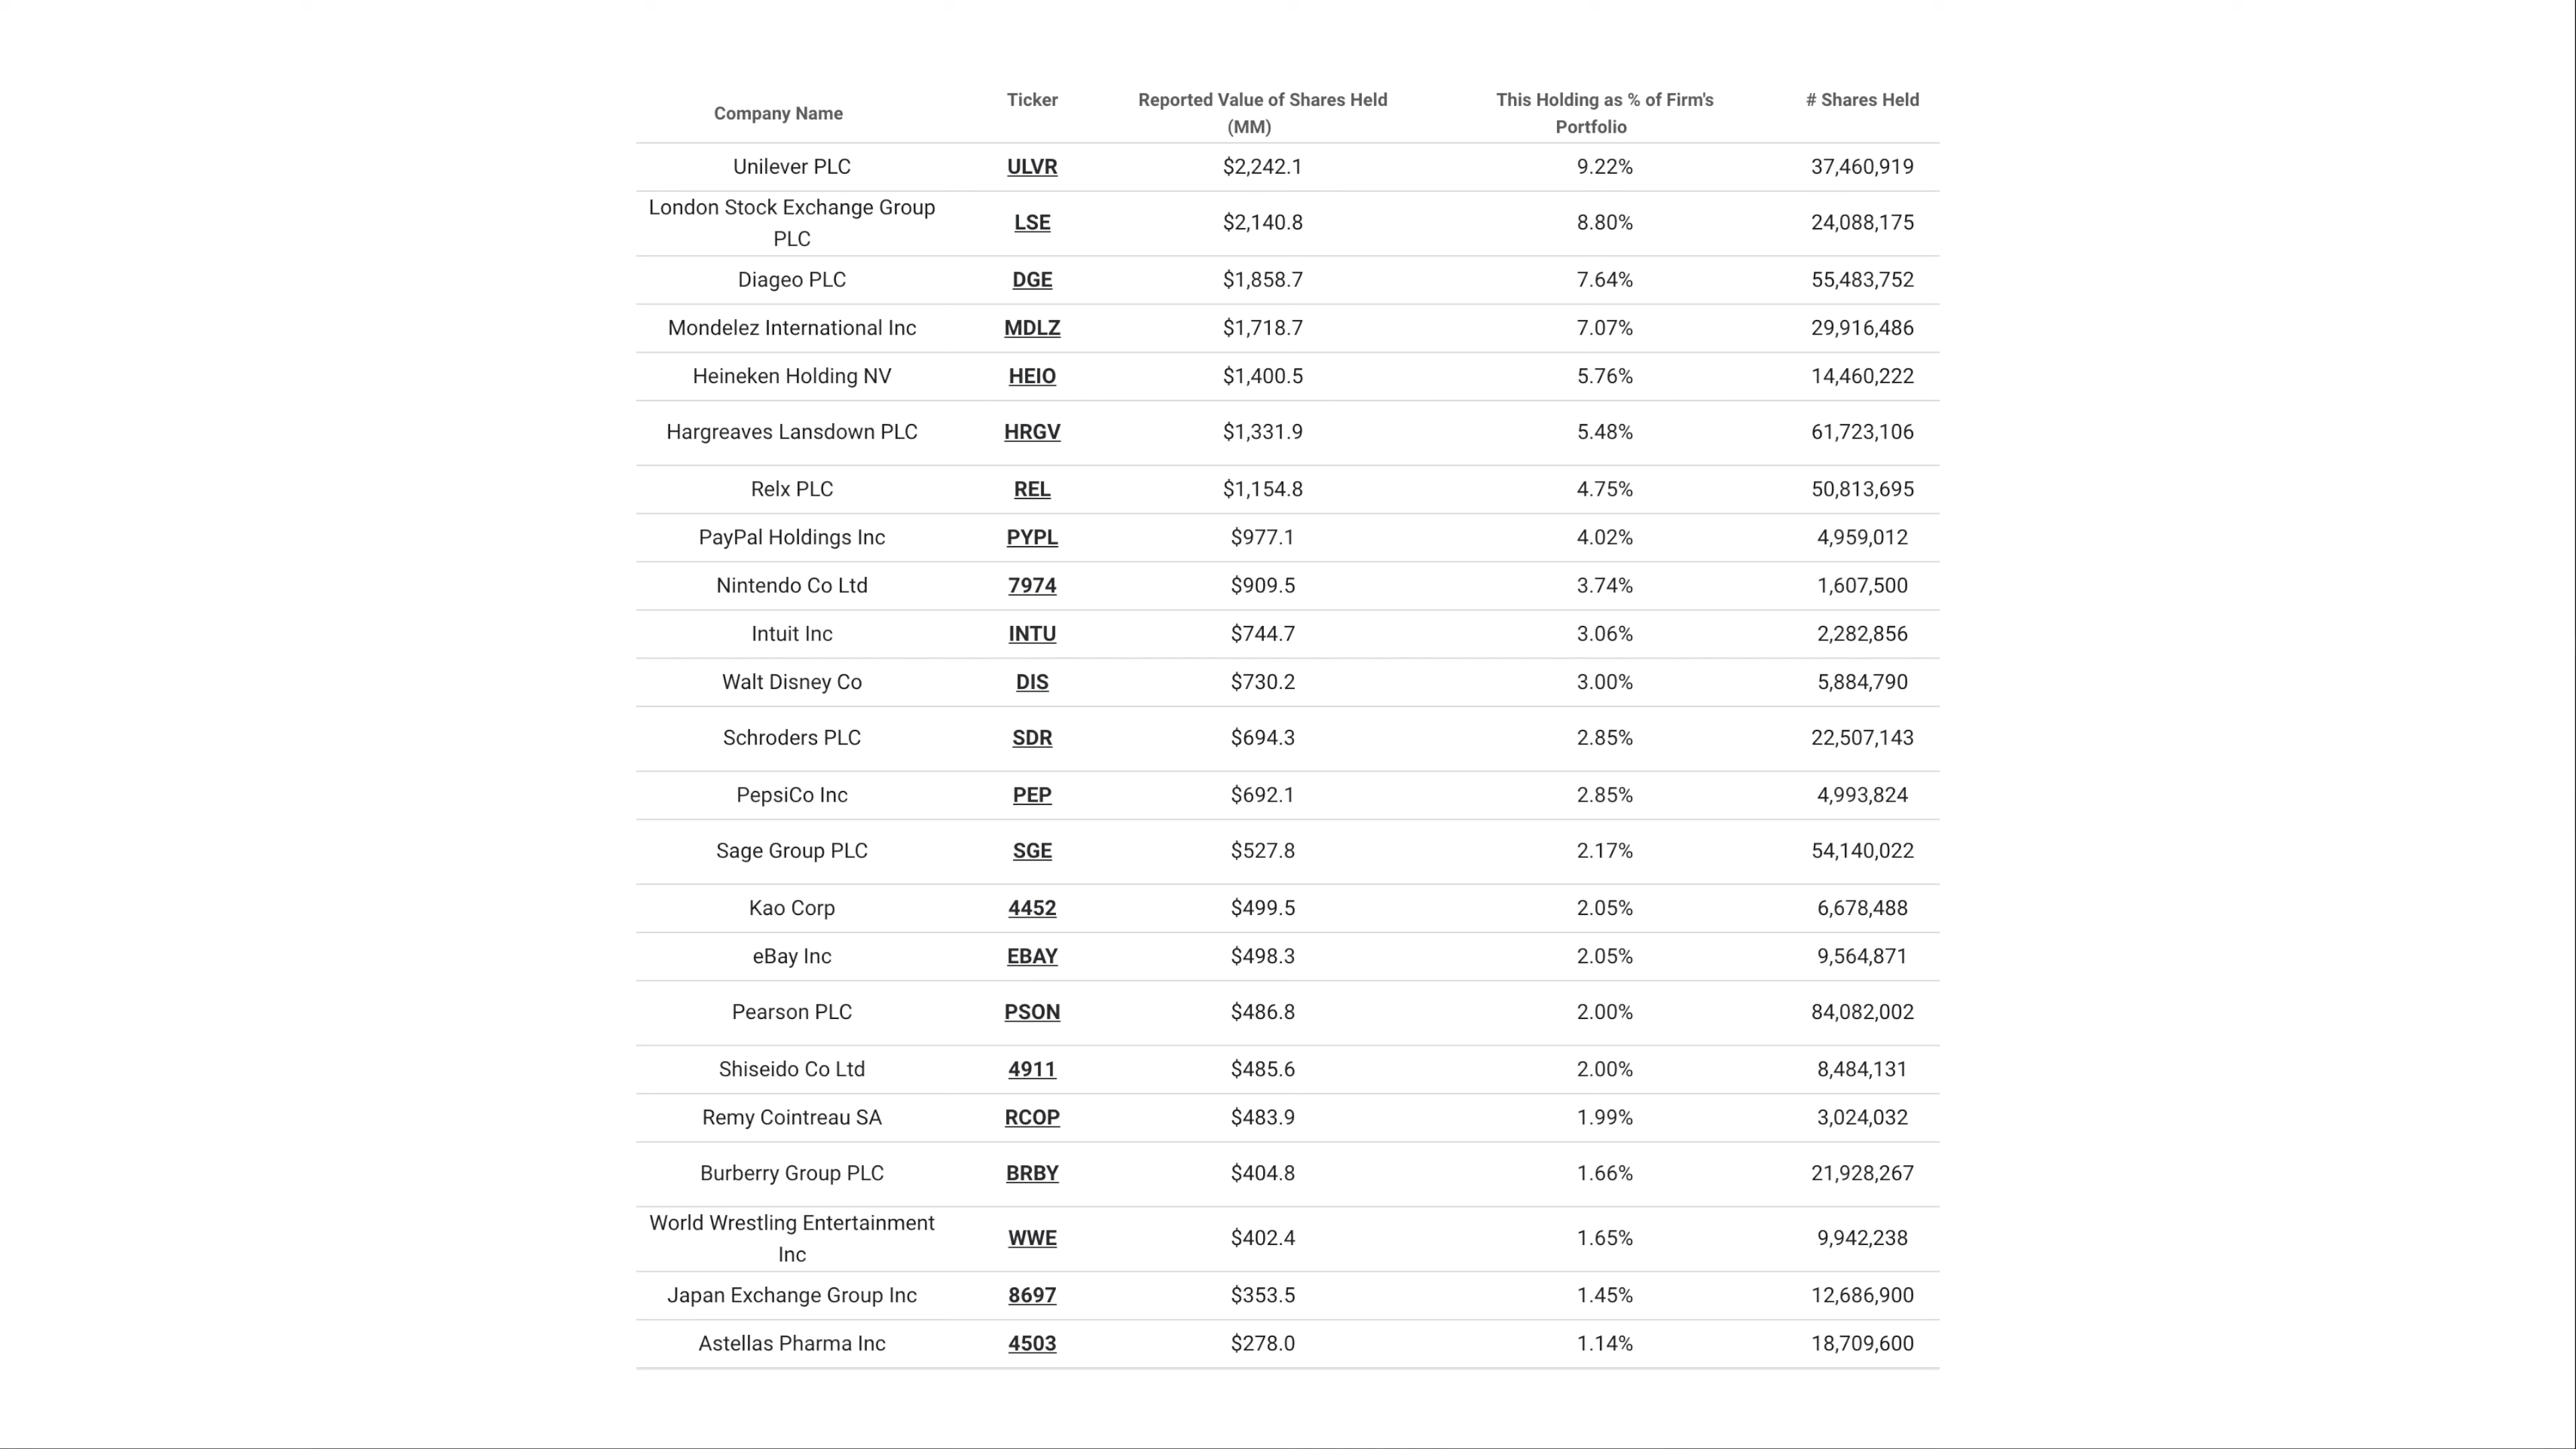 Company Name Ticker Reported Value of Shares Held (MM) This Holding as % of Firm's Portfolio # Shares Held
Unilever PLC ULVR $2,242.1 9.22% 37,460,919
London Stock Exchange Group PLC LSE $2,140.8 8.80% 24,088,175
Diageo PLC DGE $1,858.7 7.64% 55,483,752
Mondelez International Inc MDLZ $1,718.7 7.07% 29,916,486
Heineken Holding NV HEIO $1,400.5 5.76% 14,460,222
Hargreaves Lansdown PLC HRGV $1,331.9 5.48% 61,723,106
Relx PLC REL $1,154.8 4.75% 50,813,695
PayPal Holdings Inc PYPL $977.1 4.02% 4,959,012
Nintendo Co Ltd 7974 $909.5 3.74% 1,607,500
Intuit Inc INTU $744.7 3.06% 2,282,856
Walt Disney Co DIS $730.2 3.00% 5,884,790
Schroders PLC SDR $694.3 2.85% 22,507,143
PepsiCo Inc PEP $692.1 2.85% 4,993,824
Sage Group PLC SGE $527.8 2.17% 54,140,022
Kao Corp 4452 $499.5 2.05% 6,678,488
eBay Inc EBAY $498.3 2.05% 9,564,871
Pearson PLC PSON $486.8 2.00% 84,082,002
Shiseido Co Ltd 4911 $485.6 2.00% 8,484,131
Remy Cointreau SA RCOP $483.9 1.99% 3,024,032
Burberry Group PLC BRBY $404.8 1.66% 21,928,267
World Wrestling Entertainment Inc WWE $402.4 1.65% 9,942,238
Japan Exchange Group Inc 8697 $353.5 1.45% 12,686,900
Astellas Pharma Inc 4503 $278.0 1.14% 18,709,600